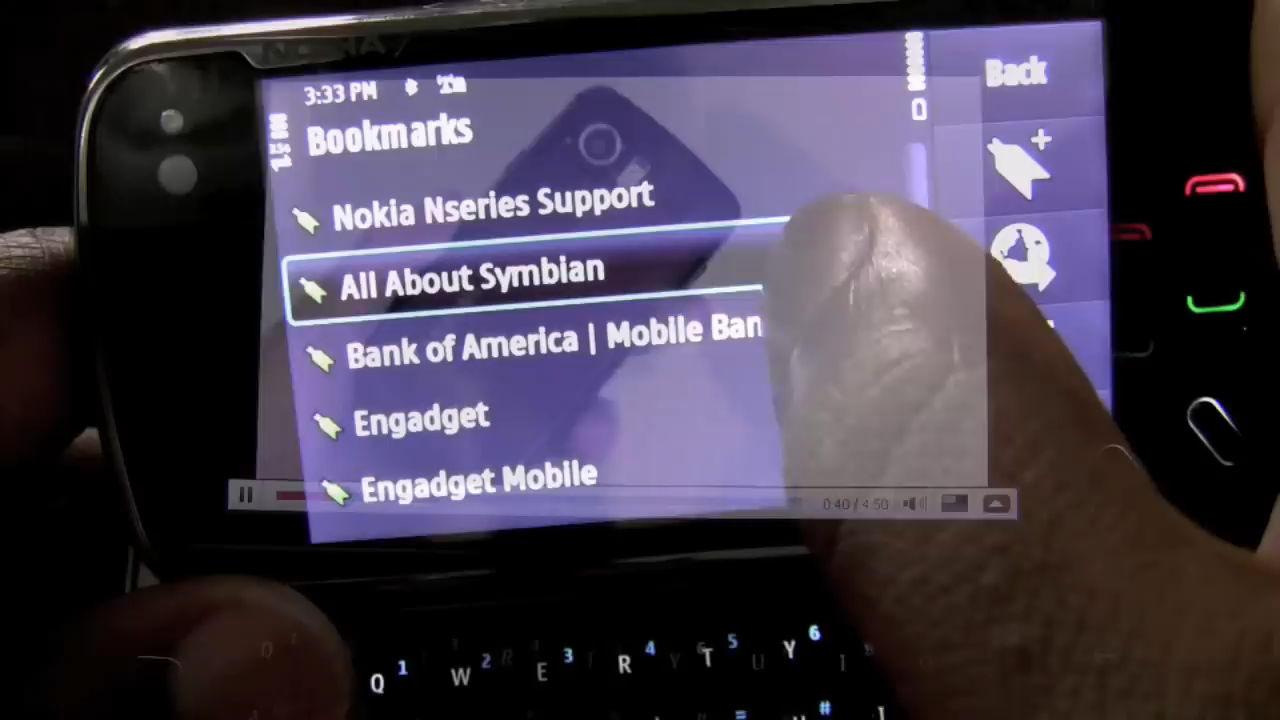 NOKIA
3:33 PM
Back
Bookmarks
Nokia Nseries Support
All About Symbian
Bank of America | Mobile Ban
Engadget
Engadget Mobile
0:40 / 4:50
Q 1 W 2 E 3 R 4 T 5 Y 6